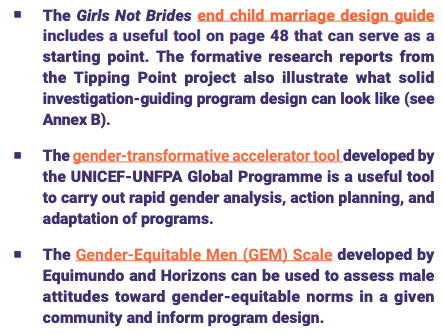 ▪ The Girls Not Brides end child marriage design guide
includes a useful tool on page 48 that can serve as a
starting point. The formative research reports from
the Tipping Point project also illustrate what solid
investigation-guiding program design can look like (see
Annex B).
▪ The gender-transformative accelerator tool developed by
the UNICEF-UNFPA Global Programme is a useful tool
to carry out rapid gender analysis, action planning, and
adaptation of programs.
▪ The Gender-Equitable Men (GEM) Scale developed by
Equimundo and Horizons can be used to assess male
attitudes toward gender-equitable norms in a given
community and inform program design.